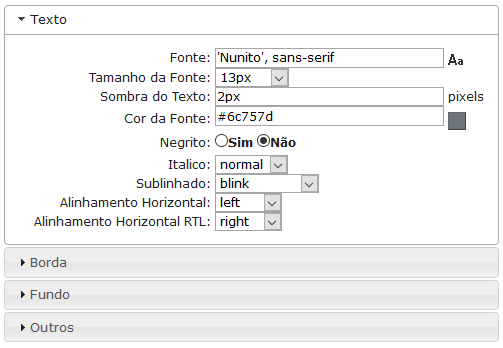 Texto
Fonte: 'Nunito', sans-serif Aa
Tamanho da Fonte: 13px
Sombra do Texto: 2px pixels
Cor da Fonte: #6c757d
Negrito: Sim Não
Italico: normal
Sublinhado: blink
Alinhamento Horizontal: left
Alinhamento Horizontal RTL: right
Borda
Fundo
Outros